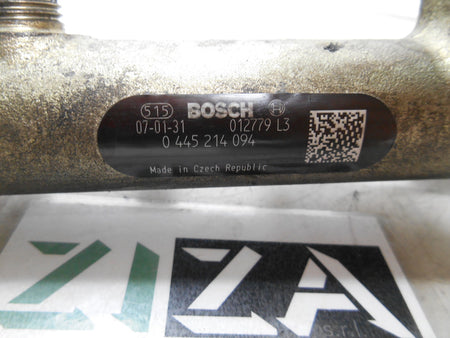 515 BOSCH
07-01-31 012779 L3
0 445 214 094
Made in Czech Republic
ZIZA
s.r.l